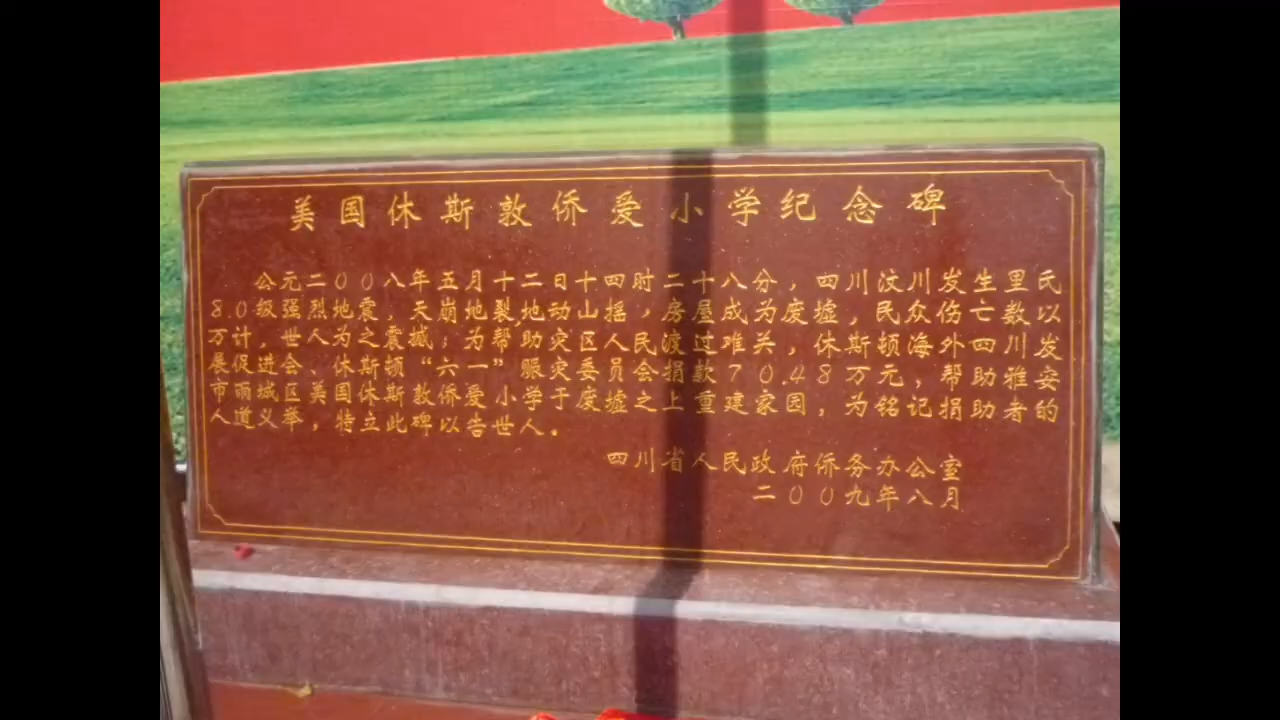 美国休斯敦侨爱小学纪念碑
公元二00八年五月十二日十四时二十八分，四川汶川发生里氏
8.0级强烈地震，天崩地裂,地动山摇，房屋成为废墟，民众伤亡数以
万计，世人为之震撼；为帮助灾区人民渡过难关，休斯顿海外四川发
展促进会、休斯顿“六一”赈灾委员会捐款70.48万元，帮助雅安
市雨城区美国休斯敦侨爱小学于废墟之上重建家园，为铭记捐助者的
人道义举，特立此碑以告世人。
四川省人民政府侨务办公室
二00九年八月